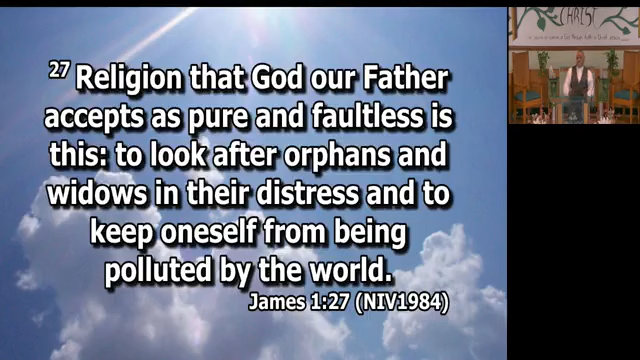 27 Religion that God our Father
accepts as pure and faultless is
this: to look after orphans and
widows in their distress and to
keep oneself from being
polluted by the world.
James 1:27 (NIV1984)
CHRIST